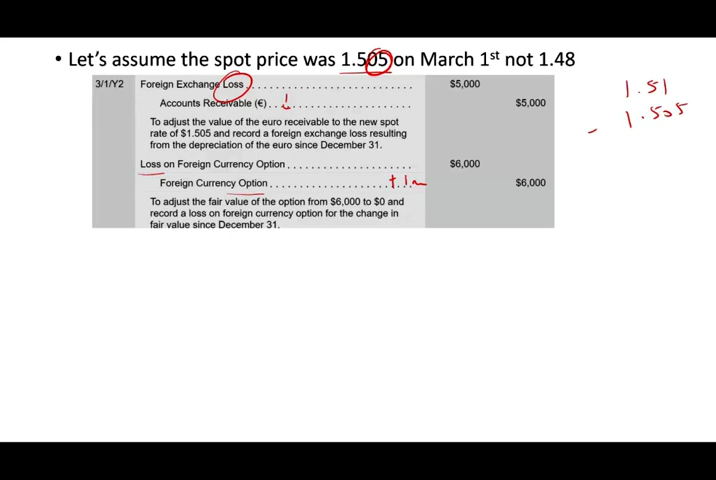 • Let's assume the spot price was 1.505 on March 1st not 1.48
3/1/Y2 Foreign Exchange Loss . . . . . . . . . . . . . . . . . . . . . . . . . . . . . . $5,000
Accounts Receivable (€) . . . . . . . . . . . . . . . . . . . . . . . . . $5,000
To adjust the value of the euro receivable to the new spot
rate of $1.505 and record a foreign exchange loss resulting
from the depreciation of the euro since December 31.
Loss on Foreign Currency Option . . . . . . . . . . . . . . . . . . . . . . . $6,000
Foreign Currency Option . . . . . . . . . . . . . . . . . . . . . . . . . $6,000
To adjust the fair value of the option from $6,000 to $0 and
record a loss on foreign currency option for the change in
fair value since December 31.
1.51
- 1.505